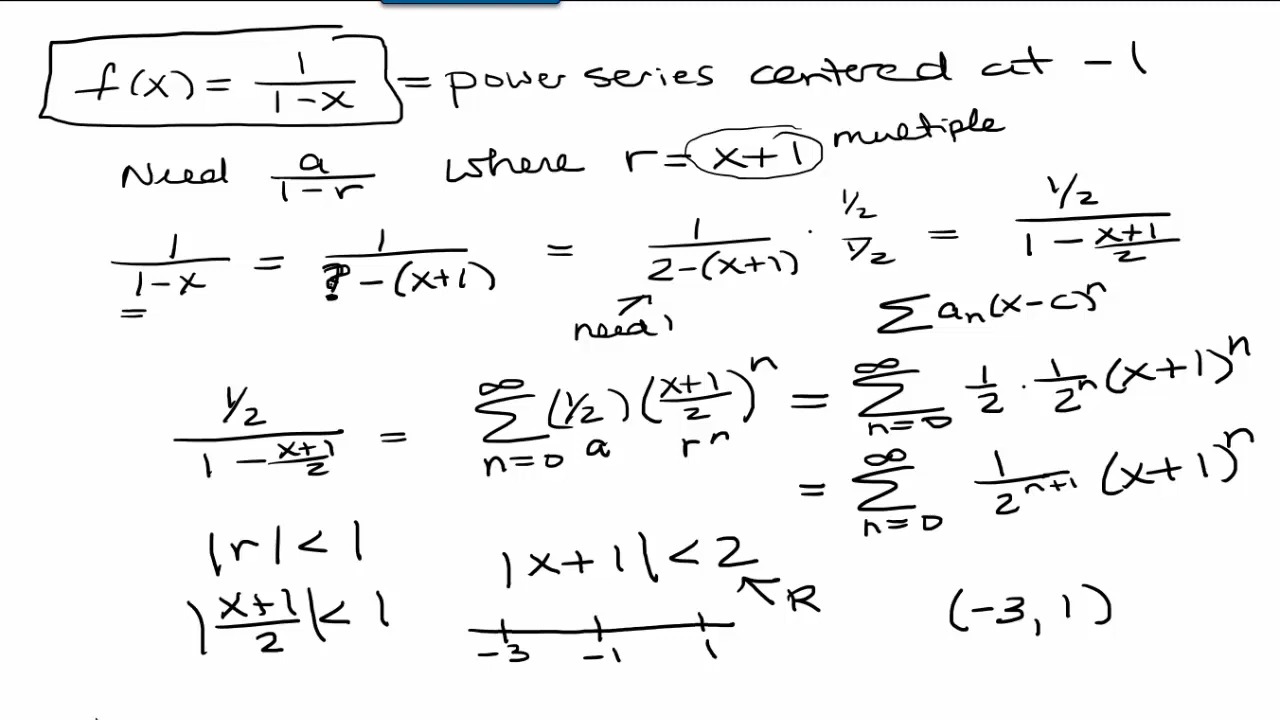 f(x) = 1/(1-x) = power series centered at -1
Need a/(1-r) where r = x+1 multiple
1/(1-x) = 1/(? - (x+1)) = 1/(2-(x+1)) · (1/2)/(1/2) = (1/2)/(1 - (x+1)/2)
=
need 1
∑ aₙ(x-c)ⁿ
(1/2)/(1 - (x+1)/2) = ∑_{n=0}^{∞} (1/2)((x+1)/2)ⁿ = ∑_{n=0}^{∞} 1/2 · 1/2ⁿ (x+1)ⁿ
a rⁿ
= ∑_{n=0}^{∞} 1/2ⁿ⁺¹ (x+1)ⁿ
|r| < 1
|x+1| < 2
R
|(x+1)/2| < 1
(-3, 1)
-3 -1 1